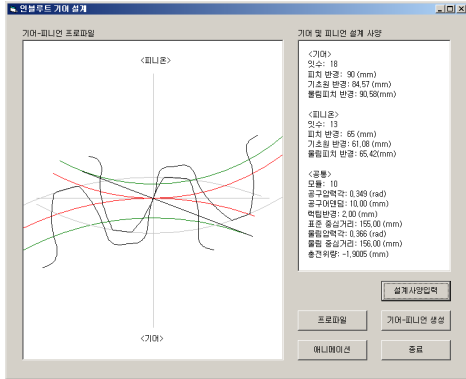 인볼루트 기어 설계
기어-피니언 프로파일
<피니온>
<기어>
기어 및 피니언 설계 사양
<기어>
잇수: 18
피치 반경: 90 (mm)
기초원 반경: 84,57 (mm)
물림피치 반경: 90,58(mm)
<피니온>
잇수: 13
피치 반경: 65 (mm)
기초원 반경: 61,08 (mm)
물림피치 반경: 65,42(mm)
<공통>
모듈: 10
공구압력각: 0,349 (rad)
공구어덴덤: 10,00 (mm)
팁반경: 2,00 (mm)
표준 중심거리: 155,00 (mm)
물림압력각: 0,366 (rad)
물림 중심거리: 156,00 (mm)
총전위량: -1,9005 (mm)
설계사양입력
프로파일
기어-피니언 생성
애니메이션
종료